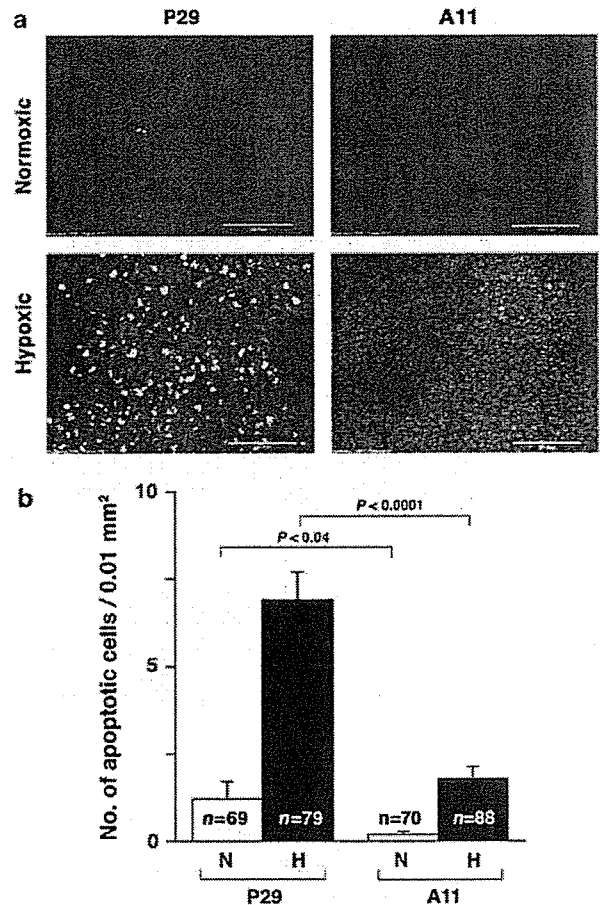 a
P29 A11
Normoxic
Hypoxic
b
No. of apoptotic cells / 0.01 mm²
10
5
0
P < 0.04
P < 0.0001
n=69 n=79 n=70 n=88
N H N H
P29 A11